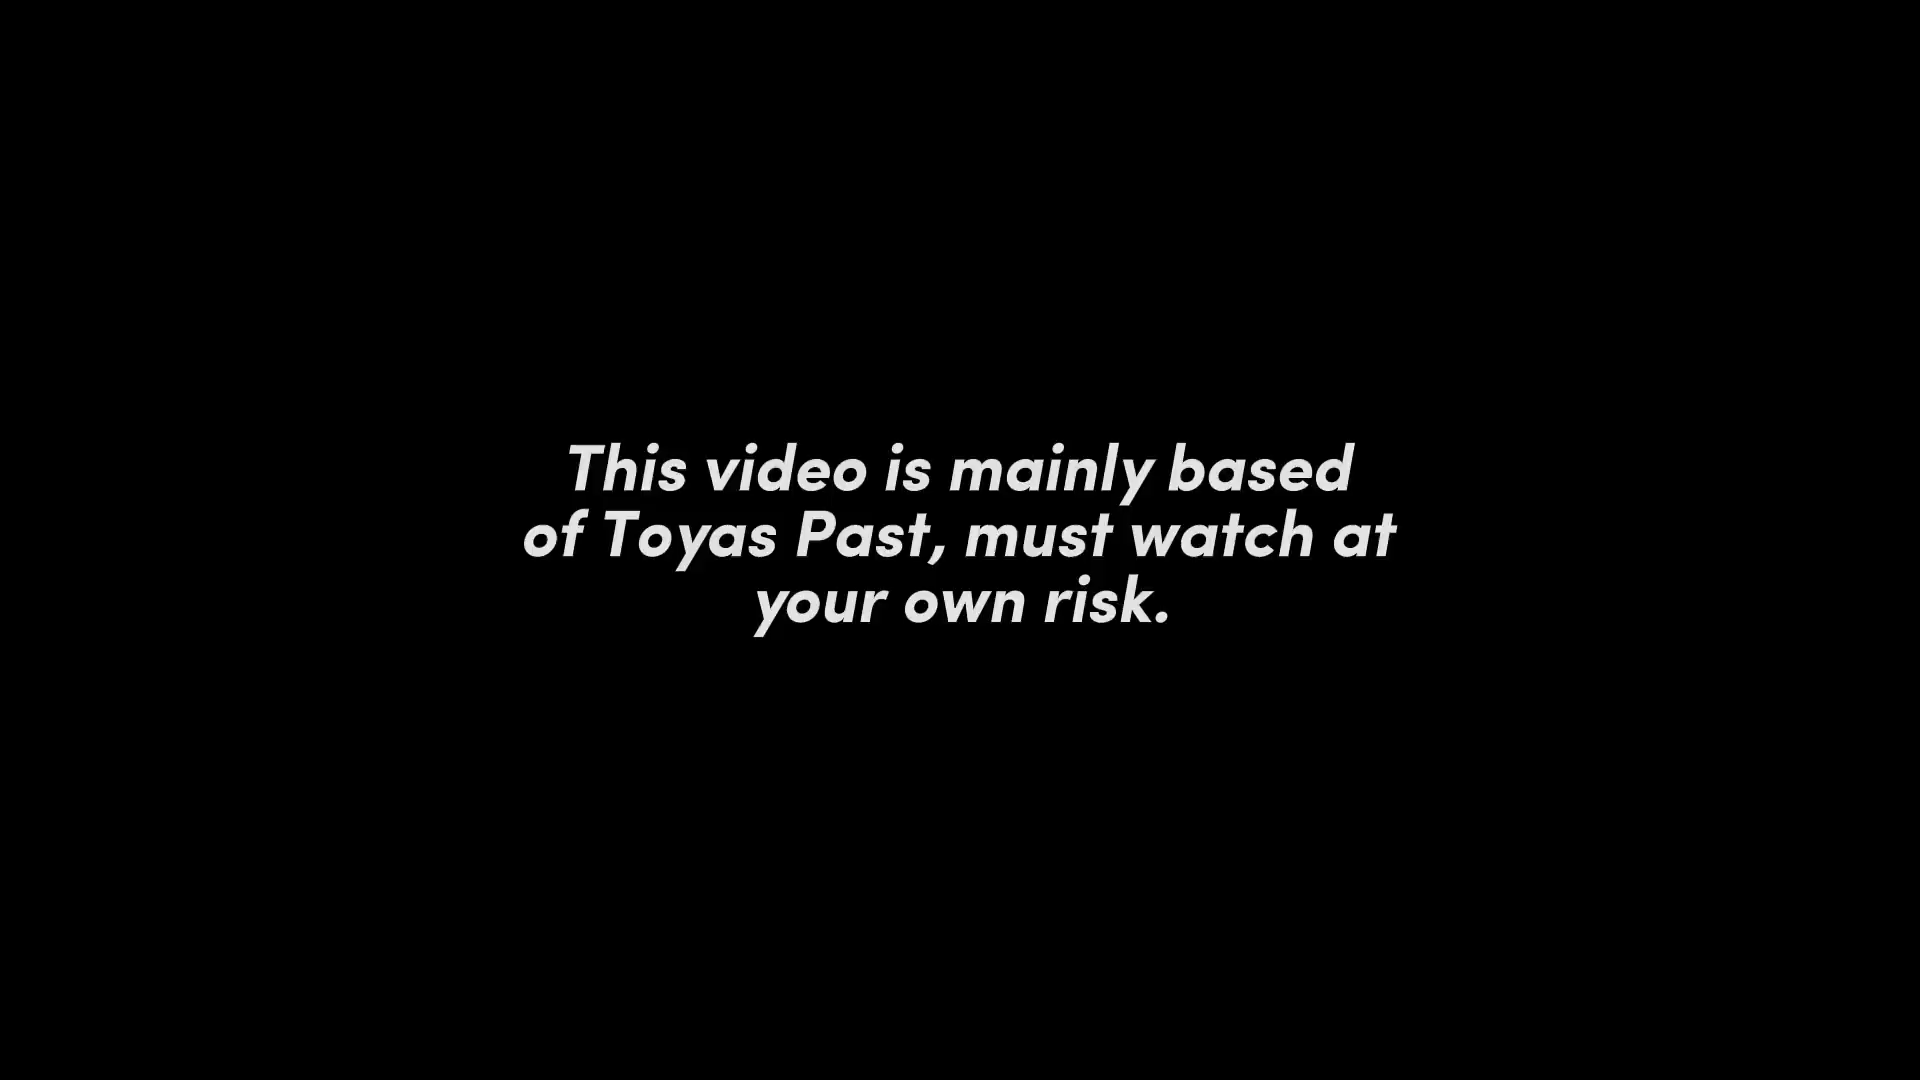 This video is mainly based
of Toyas Past, must watch at
your own risk.